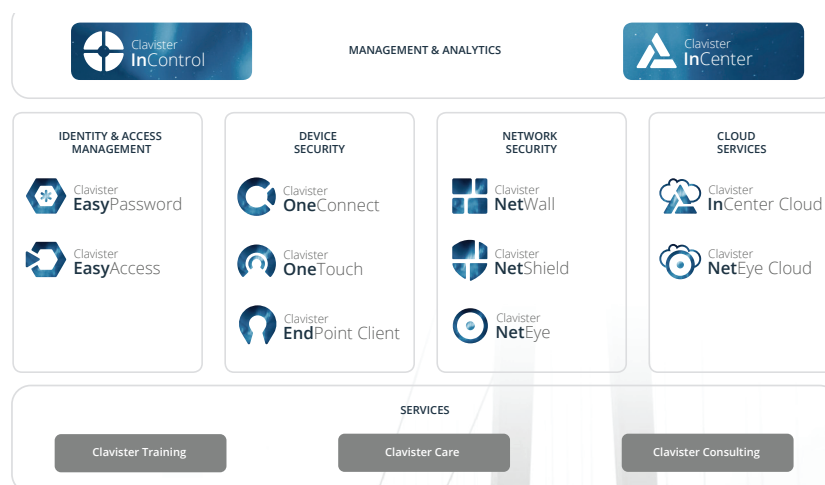 Clavister
InControl
MANAGEMENT & ANALYTICS
Clavister
InCenter
IDENTITY & ACCESS
MANAGEMENT
Clavister
EasyPassword
Clavister
EasyAccess
DEVICE
SECURITY
Clavister
OneConnect
Clavister
OneTouch
Clavister
EndPoint Client
NETWORK
SECURITY
Clavister
NetWall
Clavister
NetShield
Clavister
NetEye
CLOUD
SERVICES
Clavister
InCenter Cloud
Clavister
NetEye Cloud
SERVICES
Clavister Training
Clavister Care
Clavister Consulting